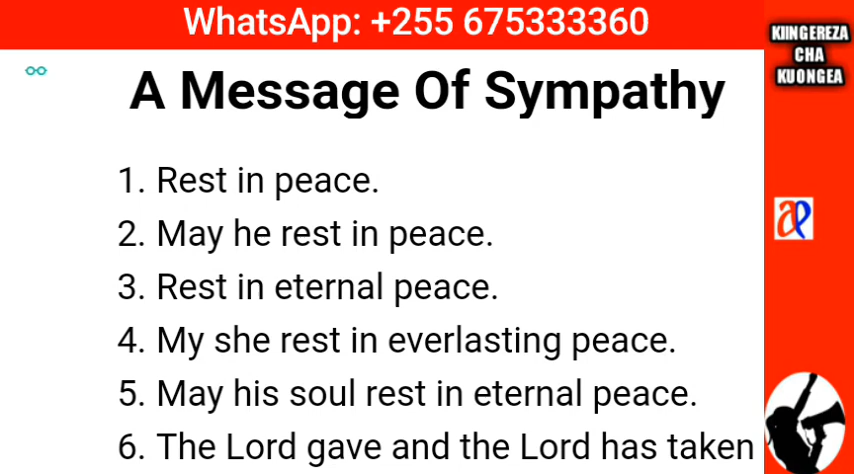 WhatsApp: +255 675333360
KIINGEREZA
CHA
KUONGEA
A Message Of Sympathy
1. Rest in peace.
2. May he rest in peace.
3. Rest in eternal peace.
4. My she rest in everlasting peace.
5. May his soul rest in eternal peace.
6. The Lord gave and the Lord has taken